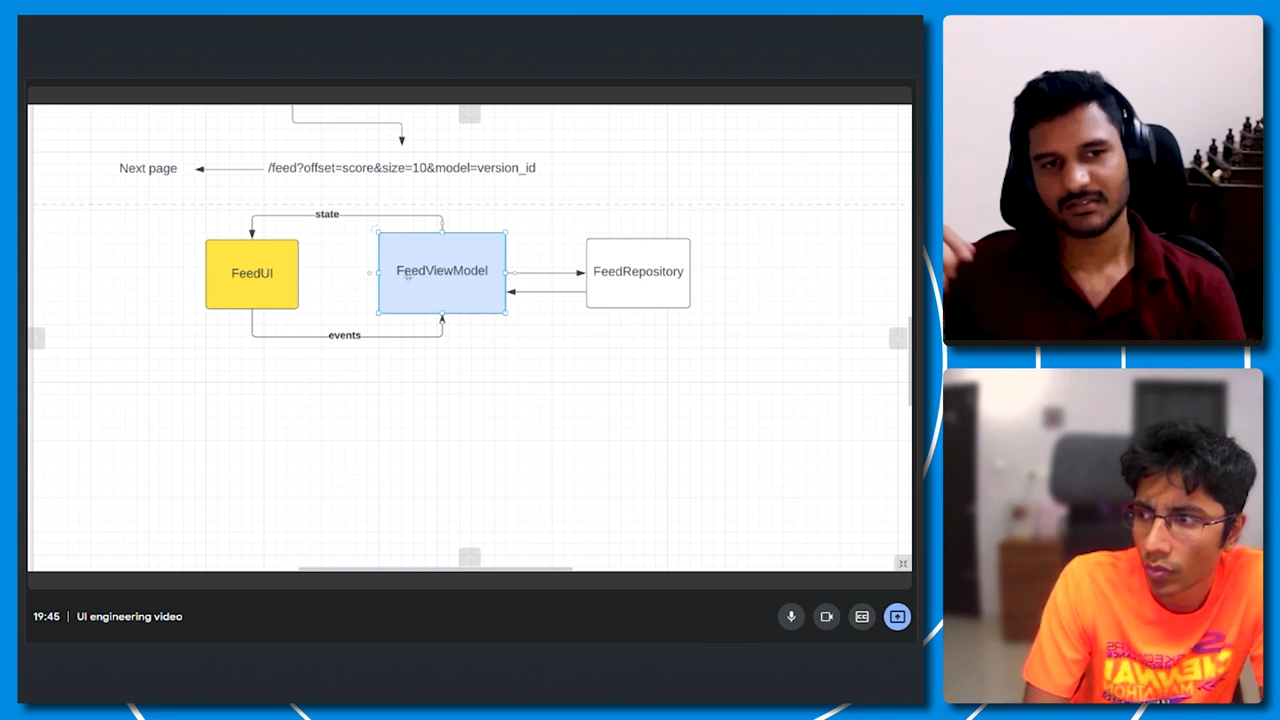 Next page
/feed?offset=score&size=10&model=version_id
state
FeedUI
FeedViewModel
FeedRepository
events
19:45 | UI engineering video